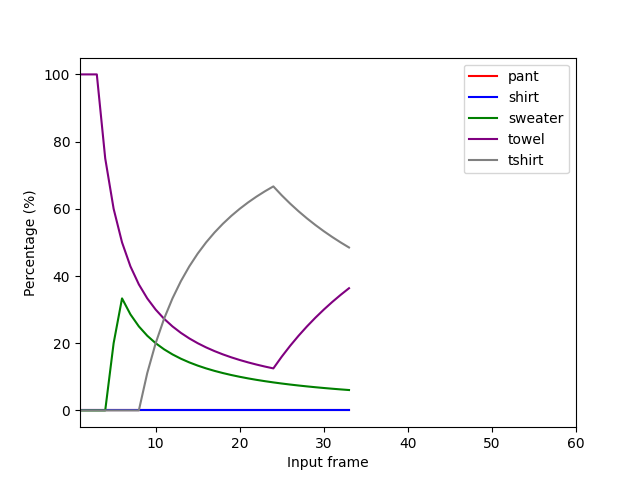 100
80
60
40
20
0
Percentage (%)
10 20 30 40 50 60
Input frame
pant
shirt
sweater
towel
tshirt